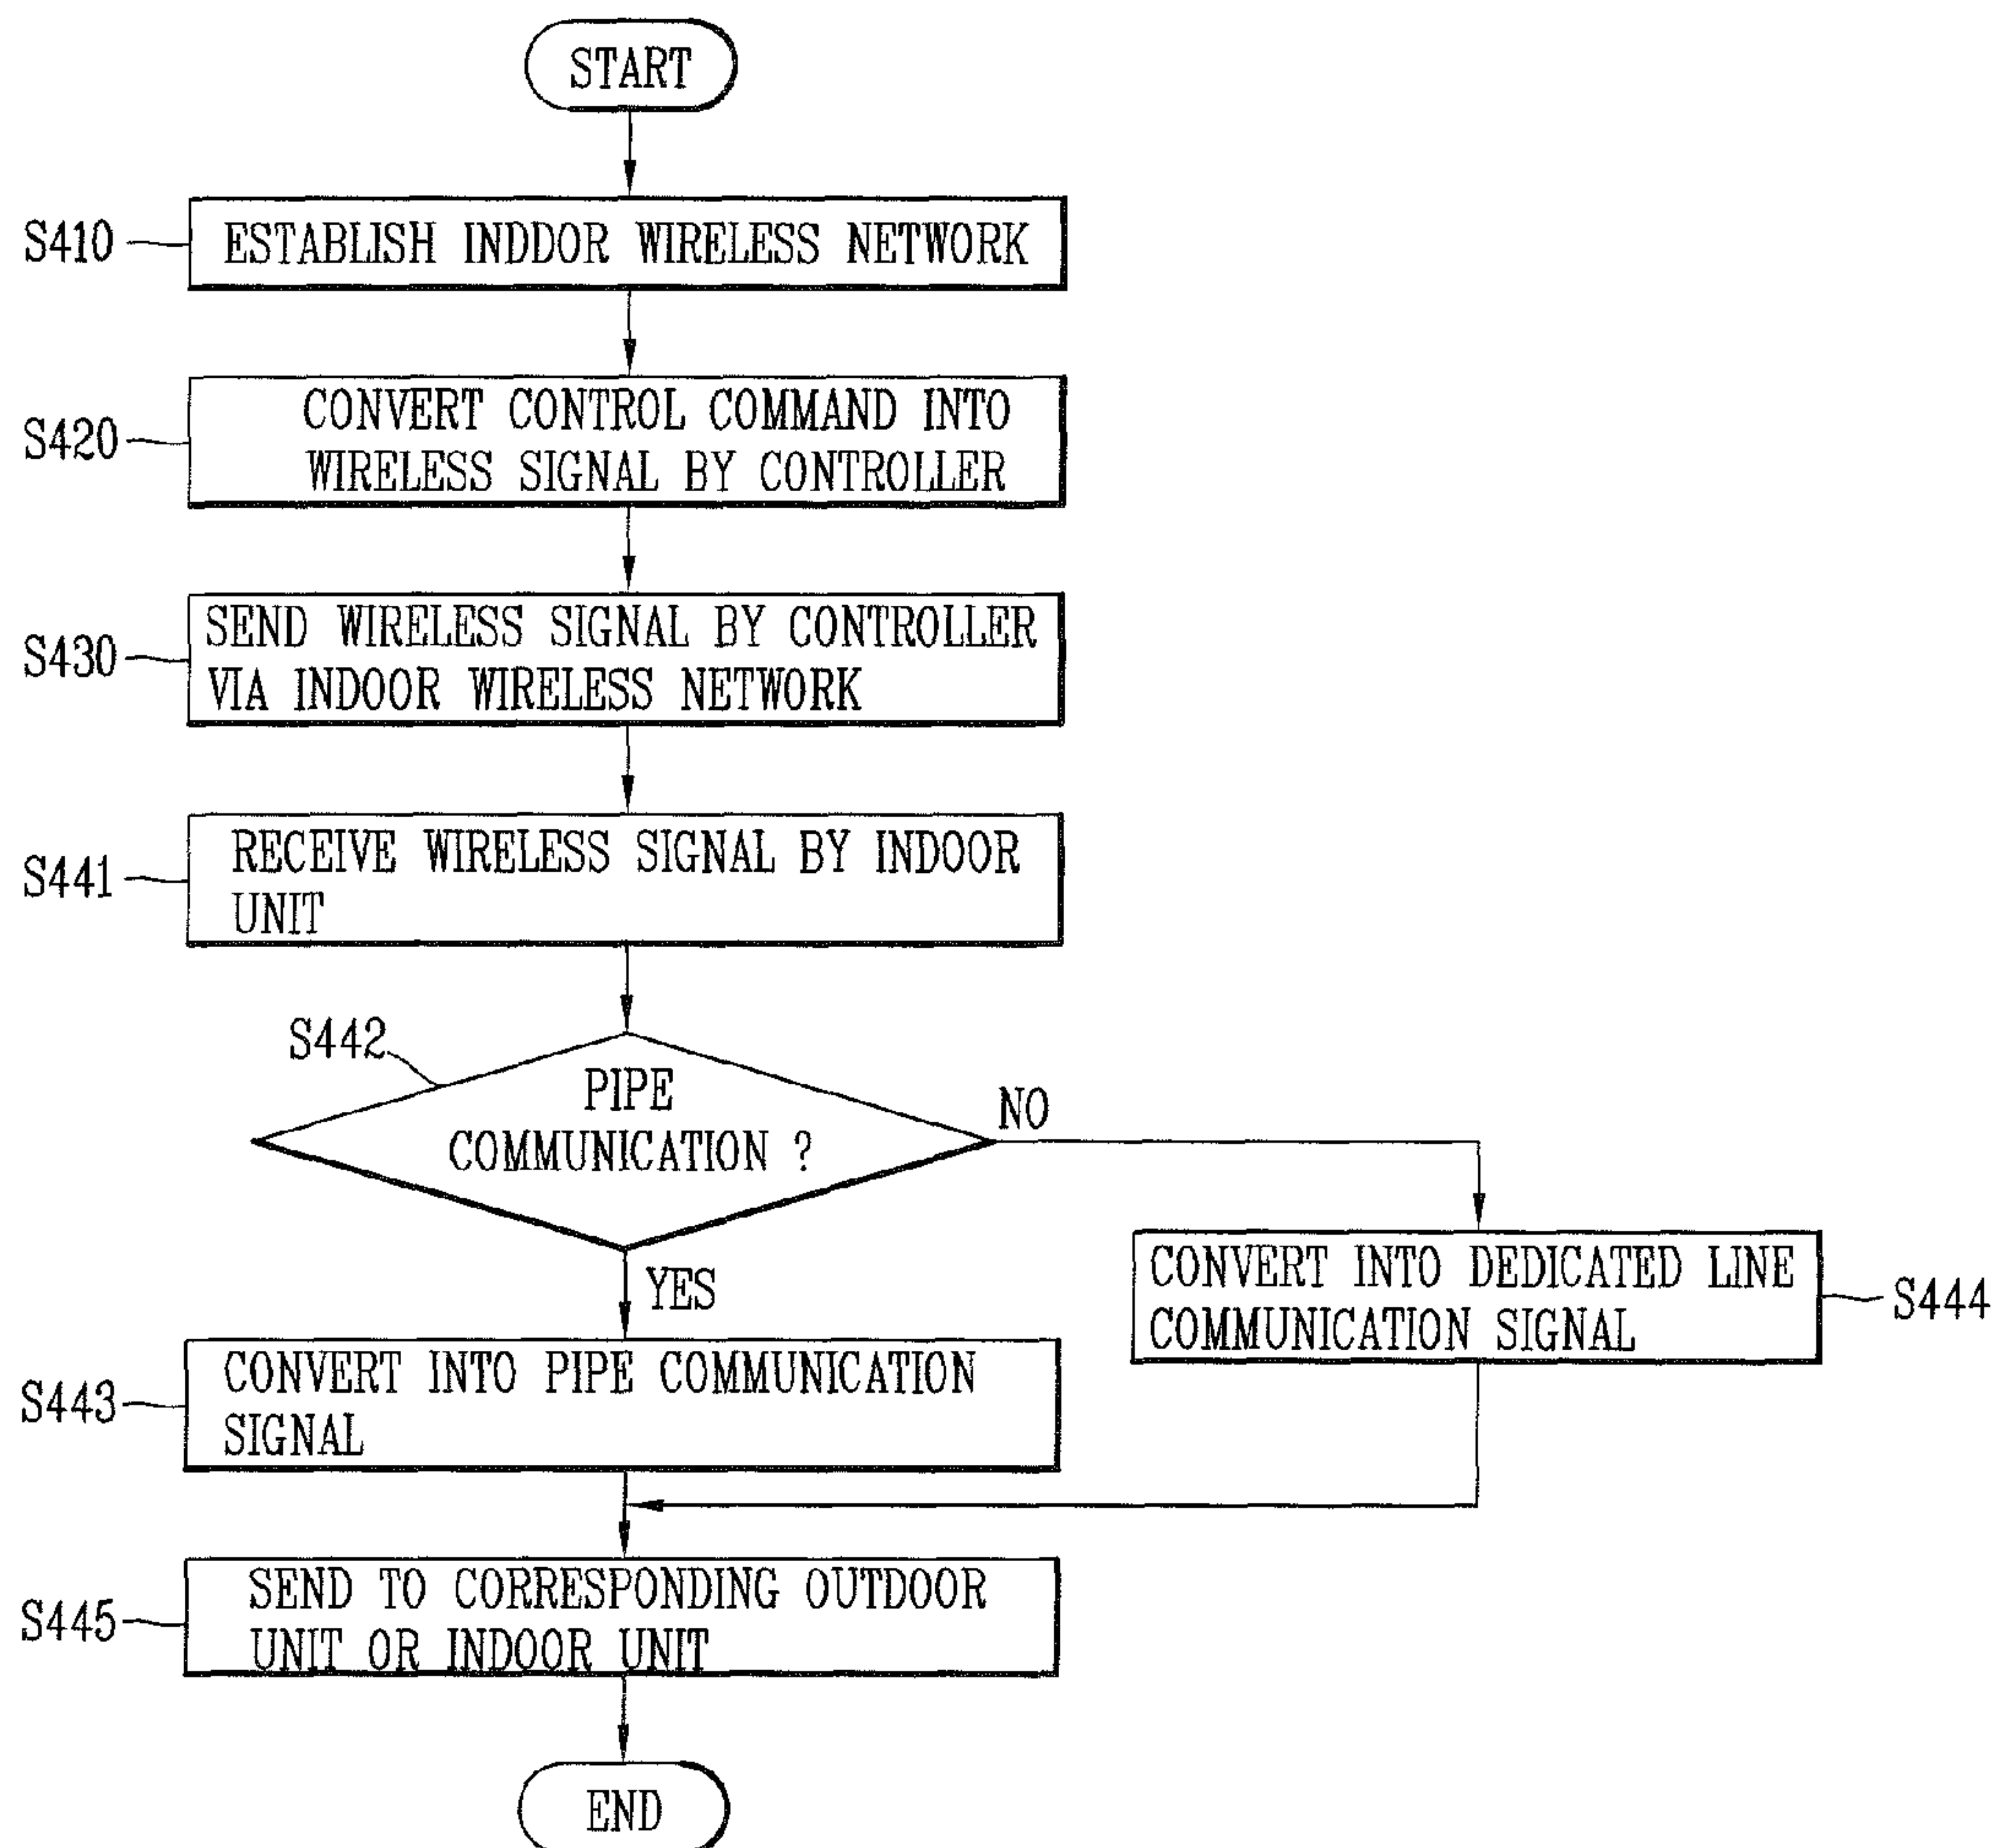 START
S410
ESTABLISH INDDOR WIRELESS NETWORK
S420
CONVERT CONTROL COMMAND INTO
WIRELESS SIGNAL BY CONTROLLER
S430
SEND WIRELESS SIGNAL BY CONTROLLER
VIA INDOOR WIRELESS NETWORK
S441
RECEIVE WIRELESS SIGNAL BY INDOOR
UNIT
S442
PIPE
COMMUNICATION ?
NO
YES
CONVERT INTO DEDICATED LINE
COMMUNICATION SIGNAL
S444
S443
CONVERT INTO PIPE COMMUNICATION
SIGNAL
S445
SEND TO CORRESPONDING OUTDOOR
UNIT OR INDOOR UNIT
END